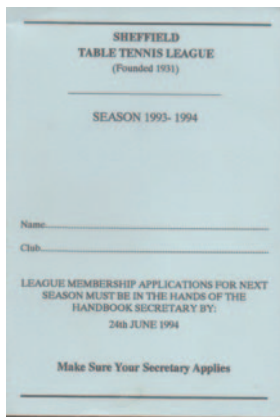 SHEFFIELD
TABLE TENNIS LEAGUE
(Founded 1931)
SEASON 1993- 1994
Name
Club
LEAGUE MEMBERSHIP APPLICATIONS FOR NEXT
SEASON MUST BE IN THE HANDS OF THE
HANDBOOK SECRETARY BY:
24th JUNE 1994
Make Sure Your Secretary Applies